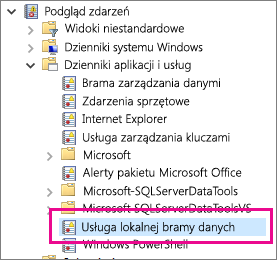 Podgląd zdarzeń
Widoki niestandardowe
Dzienniki systemu Windows
Dzienniki aplikacji i usług
Brama zarządzania danymi
Zdarzenia sprzętowe
Internet Explorer
Usługa zarządzania kluczami
Microsoft
Alerty pakietu Microsoft Office
Microsoft-SQLServerDataTools
Microsoft-SQLServerDataToolsVS
Usługa lokalnej bramy danych
Windows PowerShell